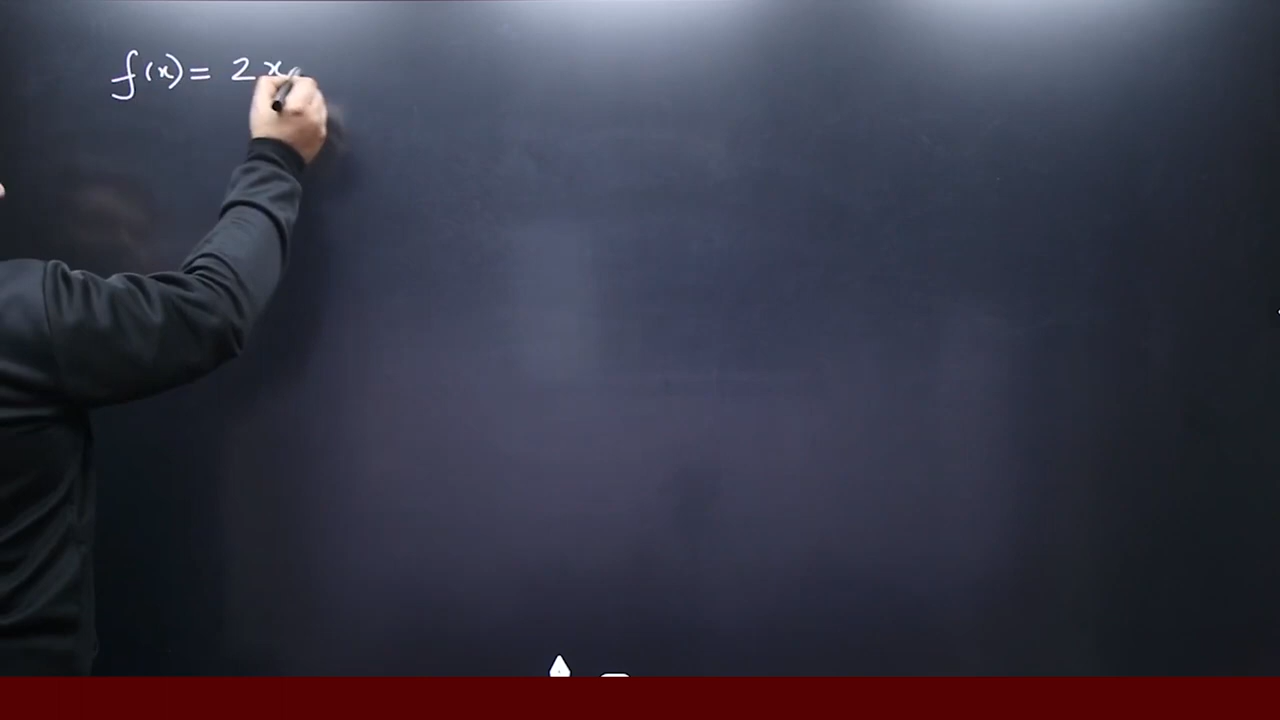 f(x) = 2x